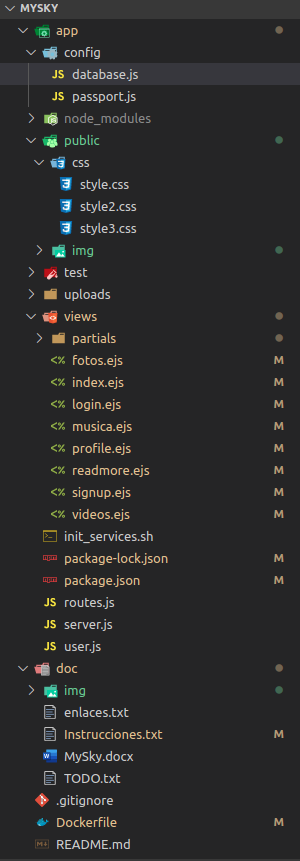 MYSKY
app
config
JS database.js
JS passport.js
node_modules
public
css
style.css
style2.css
style3.css
img
test
uploads
views
partials
<%> fotos.ejs M
<%> index.ejs M
<%> login.ejs M
<%> musica.ejs M
<%> profile.ejs M
<%> readmore.ejs M
<%> signup.ejs M
<%> videos.ejs M
init_services.sh
package-lock.json M
package.json M
JS routes.js
JS server.js
JS user.js
doc
img
enlaces.txt
Instrucciones.txt M
MySky.docx
TODO.txt
.gitignore
Dockerfile M
README.md